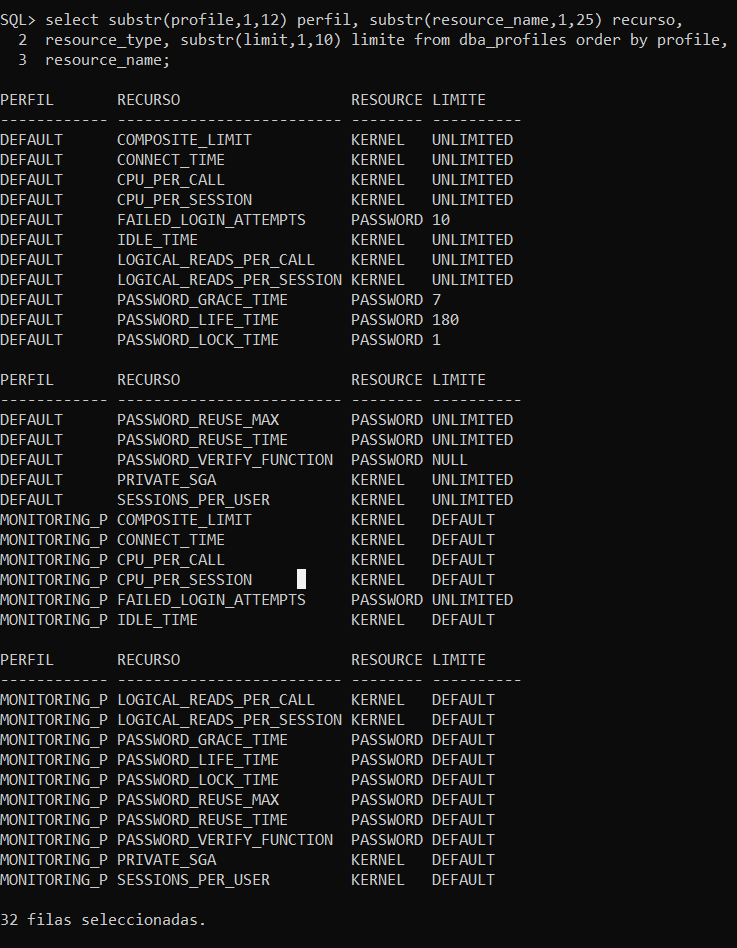 SQL> select substr(profile,1,12) perfil, substr(resource_name,1,25) recurso,
  2  resource_type, substr(limit,1,10) limite from dba_profiles order by profile,
  3  resource_name;

PERFIL       RECURSO                   RESOURCE LIMITE
------------ ------------------------- -------- ----------
DEFAULT      COMPOSITE_LIMIT           KERNEL   UNLIMITED
DEFAULT      CONNECT_TIME              KERNEL   UNLIMITED
DEFAULT      CPU_PER_CALL              KERNEL   UNLIMITED
DEFAULT      CPU_PER_SESSION           KERNEL   UNLIMITED
DEFAULT      FAILED_LOGIN_ATTEMPTS     PASSWORD 10
DEFAULT      IDLE_TIME                 KERNEL   UNLIMITED
DEFAULT      LOGICAL_READS_PER_CALL    KERNEL   UNLIMITED
DEFAULT      LOGICAL_READS_PER_SESSION KERNEL   UNLIMITED
DEFAULT      PASSWORD_GRACE_TIME       PASSWORD 7
DEFAULT      PASSWORD_LIFE_TIME        PASSWORD 180
DEFAULT      PASSWORD_LOCK_TIME        PASSWORD 1

PERFIL       RECURSO                   RESOURCE LIMITE
------------ ------------------------- -------- ----------
DEFAULT      PASSWORD_REUSE_MAX        PASSWORD UNLIMITED
DEFAULT      PASSWORD_REUSE_TIME       PASSWORD UNLIMITED
DEFAULT      PASSWORD_VERIFY_FUNCTION  PASSWORD NULL
DEFAULT      PRIVATE_SGA               KERNEL   UNLIMITED
DEFAULT      SESSIONS_PER_USER         KERNEL   UNLIMITED
MONITORING_P COMPOSITE_LIMIT           KERNEL   DEFAULT
MONITORING_P CONNECT_TIME              KERNEL   DEFAULT
MONITORING_P CPU_PER_CALL              KERNEL   DEFAULT
MONITORING_P CPU_PER_SESSION           KERNEL   DEFAULT
MONITORING_P FAILED_LOGIN_ATTEMPTS     PASSWORD UNLIMITED
MONITORING_P IDLE_TIME                 KERNEL   DEFAULT

PERFIL       RECURSO                   RESOURCE LIMITE
------------ ------------------------- -------- ----------
MONITORING_P LOGICAL_READS_PER_CALL    KERNEL   DEFAULT
MONITORING_P LOGICAL_READS_PER_SESSION KERNEL   DEFAULT
MONITORING_P PASSWORD_GRACE_TIME       PASSWORD DEFAULT
MONITORING_P PASSWORD_LIFE_TIME        PASSWORD DEFAULT
MONITORING_P PASSWORD_LOCK_TIME        PASSWORD DEFAULT
MONITORING_P PASSWORD_REUSE_MAX        PASSWORD DEFAULT
MONITORING_P PASSWORD_REUSE_TIME       PASSWORD DEFAULT
MONITORING_P PASSWORD_VERIFY_FUNCTION  PASSWORD DEFAULT
MONITORING_P PRIVATE_SGA               KERNEL   DEFAULT
MONITORING_P SESSIONS_PER_USER         KERNEL   DEFAULT

32 filas seleccionadas.